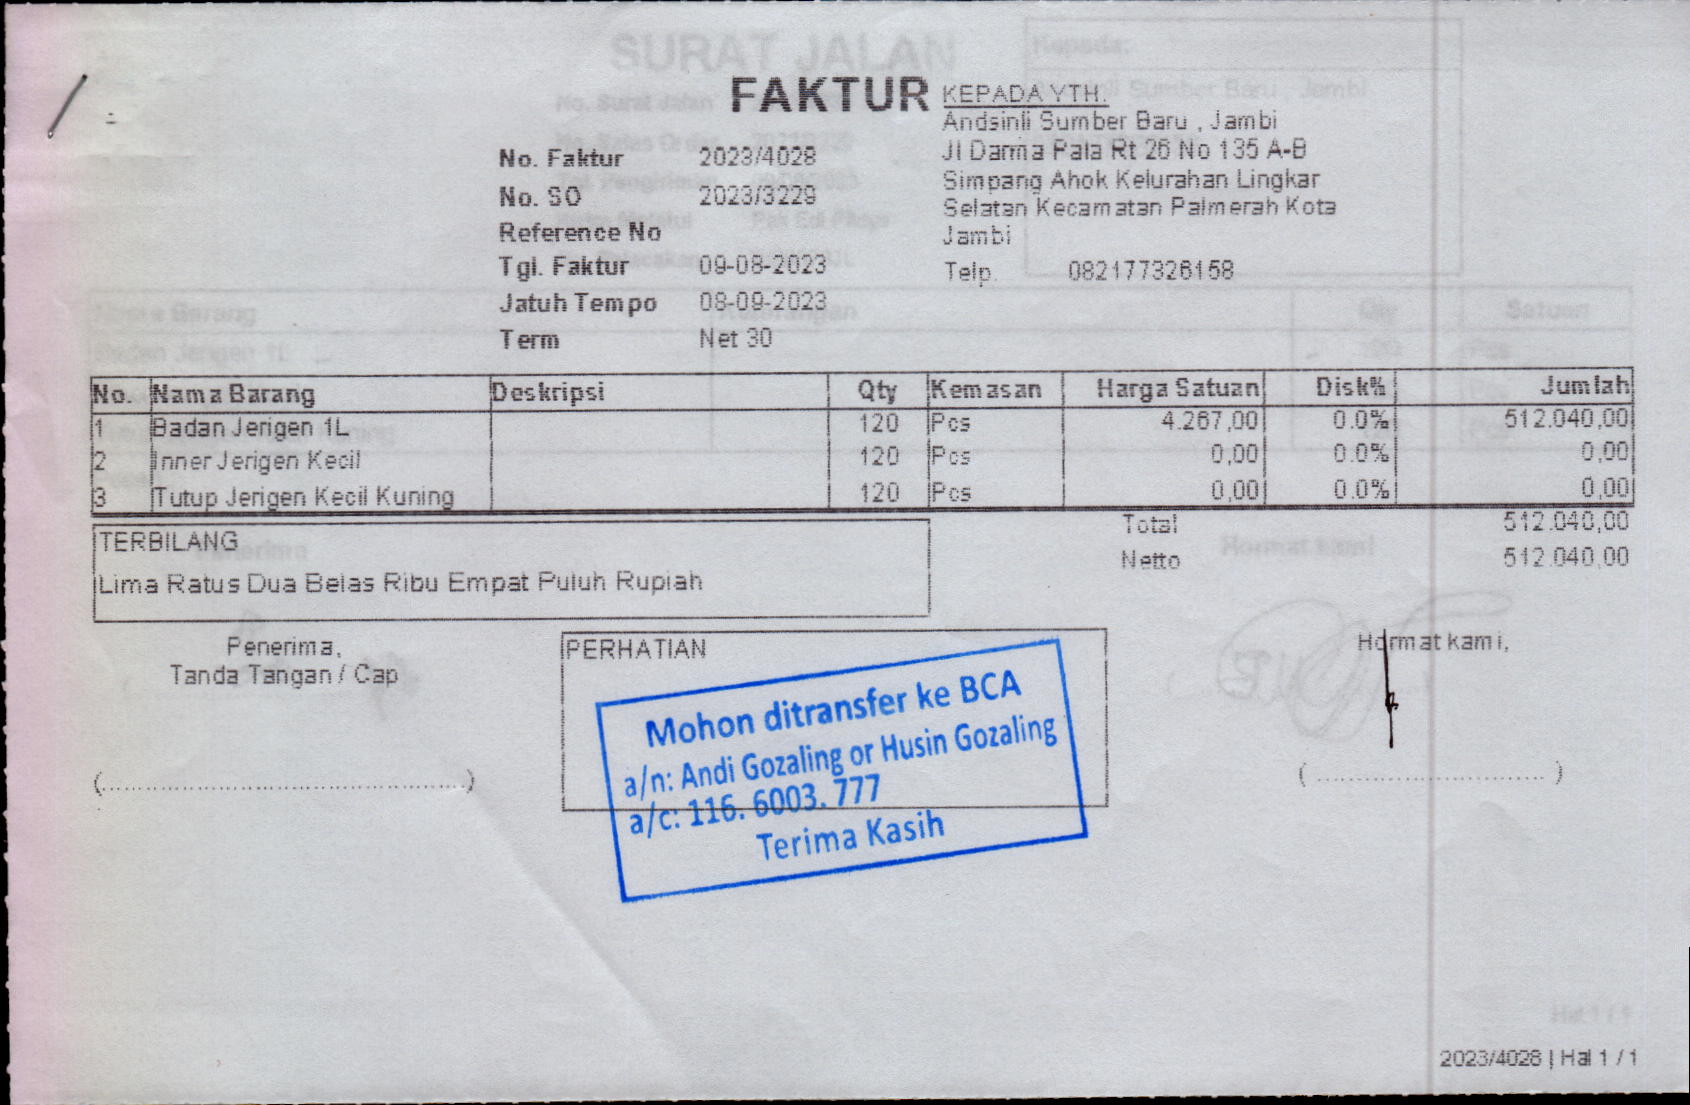 FAKTUR
No. Faktur 2023/4028
No. SO 2023/3229
Reference No
Tgl. Faktur 09-08-2023
Jatuh Tempo 08-09-2023
Term Net 30
KEPADA YTH.
Andsinli Sumber Baru , Jambi
Jl Darma Pala Rt 26 No 135 A-B
Simpang Ahok Kelurahan Lingkar
Selatan Kecamatan Palmerah Kota
Jambi
Telp. 082177326158
No. Nama Barang Deskripsi Qty Kemasan Harga Satuan Disk% Jumlah
1 Badan Jerigen 1L 120 Pcs 4.267,00 0.0% 512.040,00
2 Inner Jerigen Kecil 120 Pcs 0,00 0.0% 0,00
3 Tutup Jerigen Kecil Kuning 120 Pcs 0,00 0.0% 0,00
Total 512.040,00
Netto 512.040,00
TERBILANG
Lima Ratus Dua Belas Ribu Empat Puluh Rupiah
Penerima,
Tanda Tangan / Cap
PERHATIAN
Mohon ditransfer ke BCA
a/n: Andi Gozaling or Husin Gozaling
a/c: 116. 6003. 777
Terima Kasih
Hormat kami,
2023/4028 | Hal 1 / 1